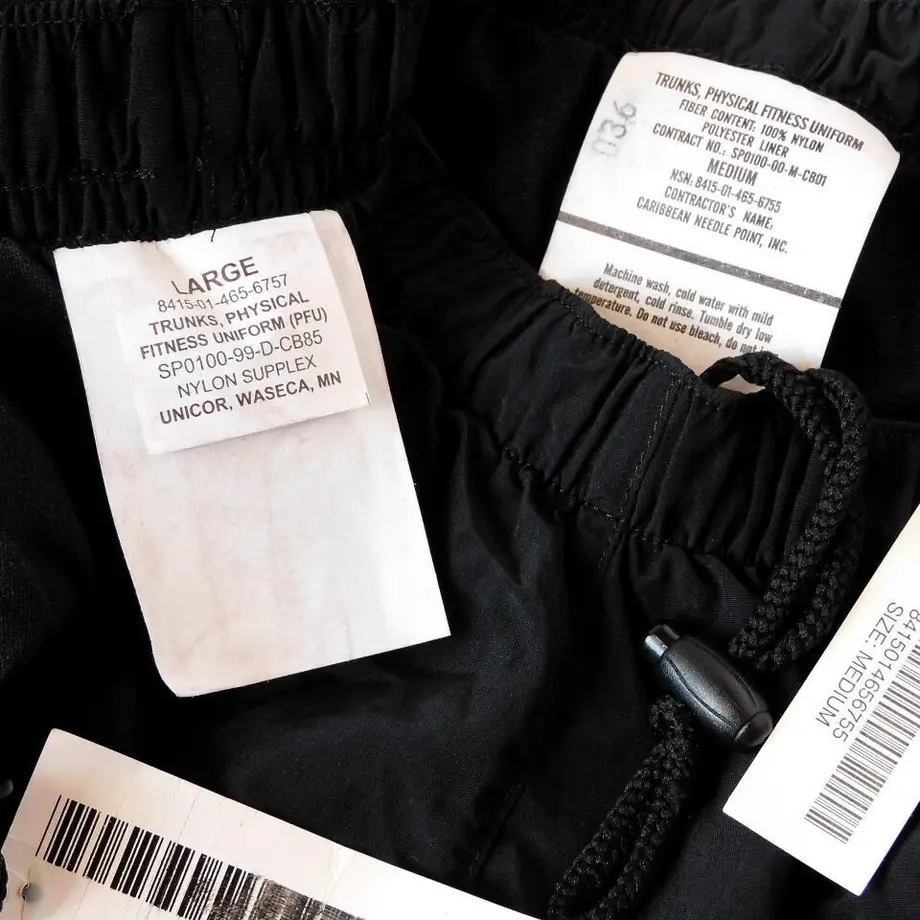 LARGE
8415-01-465-6757
TRUNKS, PHYSICAL
FITNESS UNIFORM (PFU)
SP0100-99-D-CB85
NYLON SUPPLEX
UNICOR, WASECA, MN
036
TRUNKS, PHYSICAL FITNESS UNIFORM
FIBER CONTENT: 100% NYLON
POLYESTER LINER
CONTRACT NO.: SP0100-00-M-CB01
MEDIUM
NSN: 8415-01-465-6755
CONTRACTOR'S NAME:
CARIBBEAN NEEDLE POINT, INC.
Machine wash, cold water with mild
detergent, cold rinse. Tumble dry low
temperature. Do not use bleach, do not
8415014656755
SIZE: MEDIUM